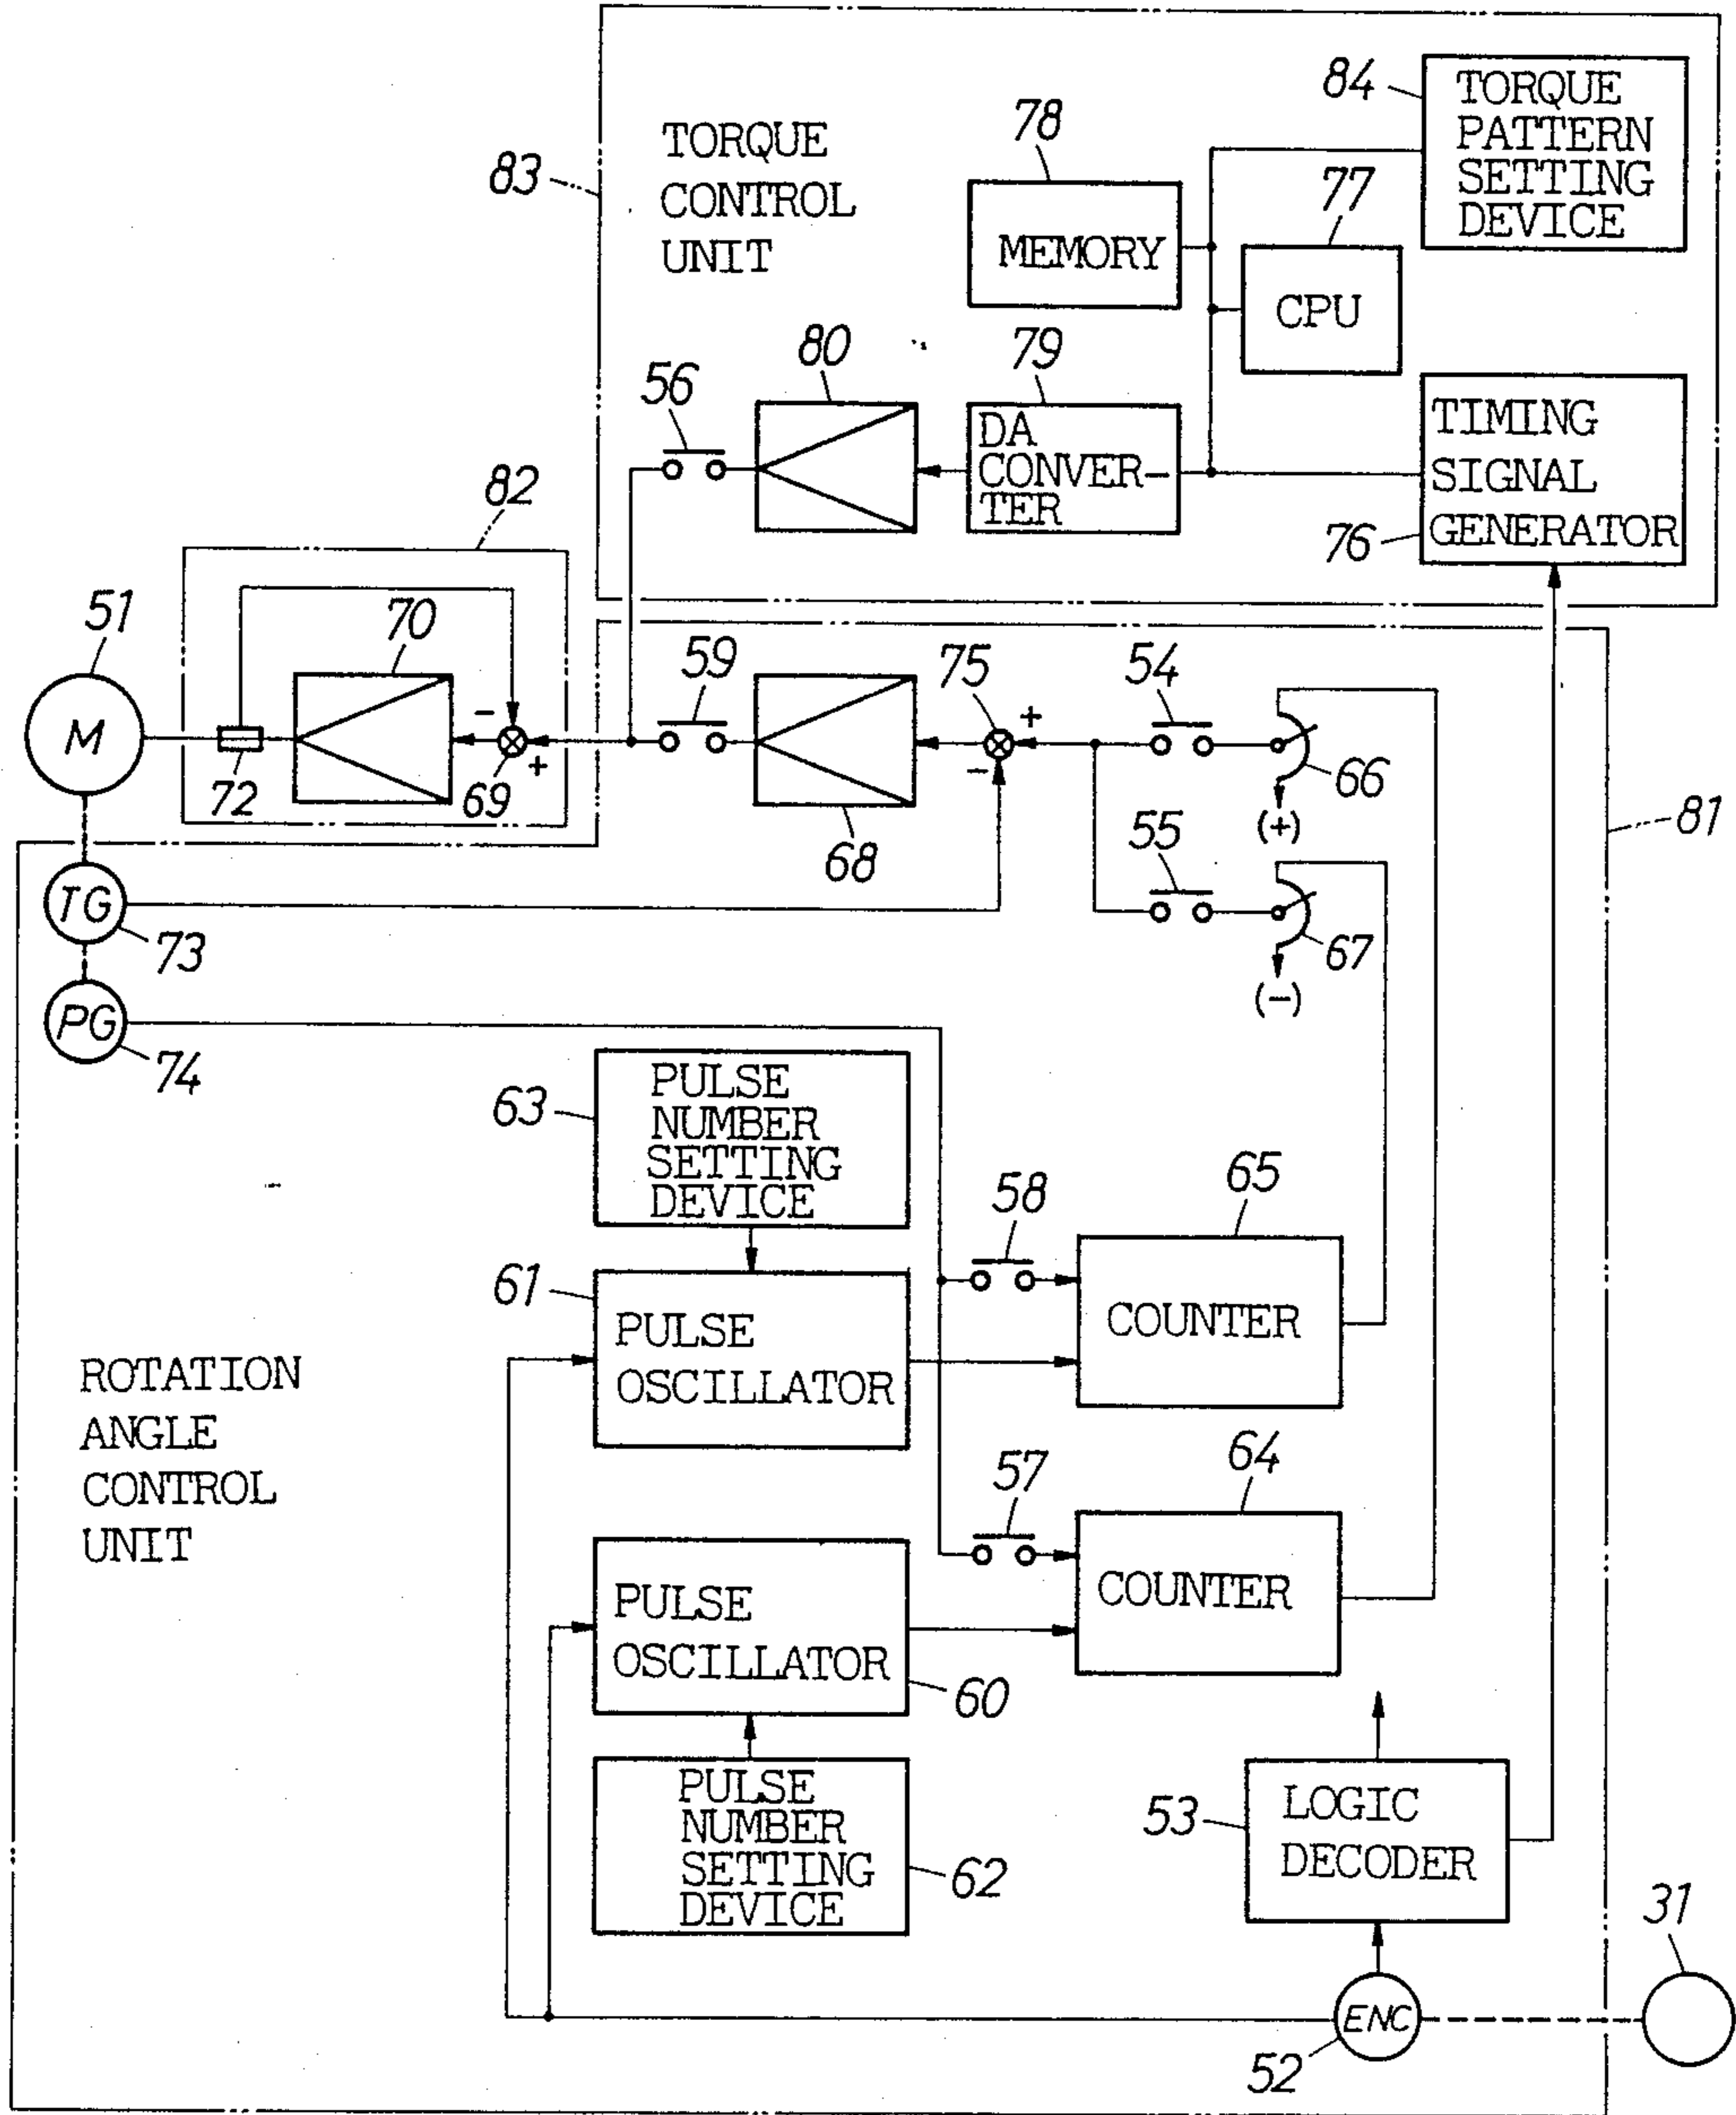 84
TORQUE
PATTERN
SETTING
DEVICE
78
77
83
TORQUE
CONTROL
UNIT
MEMORY
CPU
80
79
56
DA
CONVER-
TER
TIMING
SIGNAL
GENERATOR
76
82
51
70
59
75
54
M
-
+
+
-
72
69
68
66
(+)
81
55
TG
73
67
(-)
PG
74
63
PULSE
NUMBER
SETTING
DEVICE
58
65
61
PULSE
OSCILLATOR
COUNTER
ROTATION
ANGLE
CONTROL
UNIT
57
64
PULSE
OSCILLATOR
60
COUNTER
PULSE
NUMBER
SETTING
DEVICE
62
53
LOGIC
DECODER
31
ENC
52